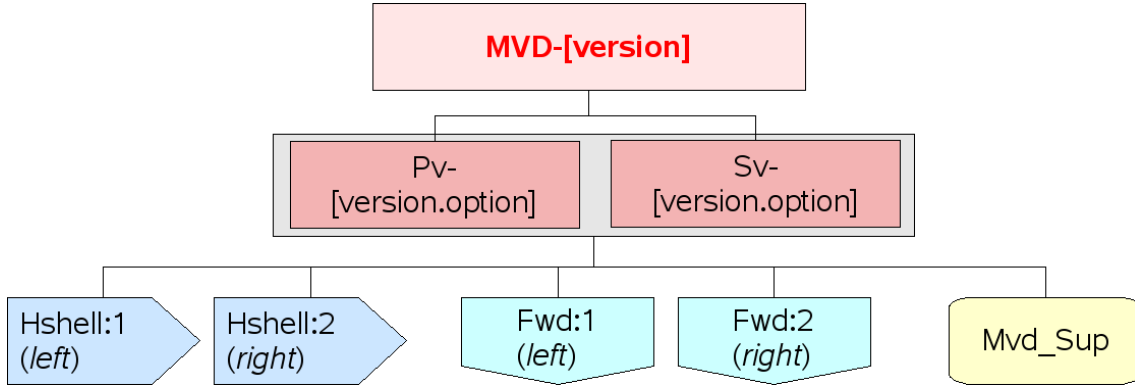 MVD-[version]
Pv-
[version.option]
Sv-
[version.option]
Hshell:1
(left)
Hshell:2
(right)
Fwd:1
(left)
Fwd:2
(right)
Mvd_Sup